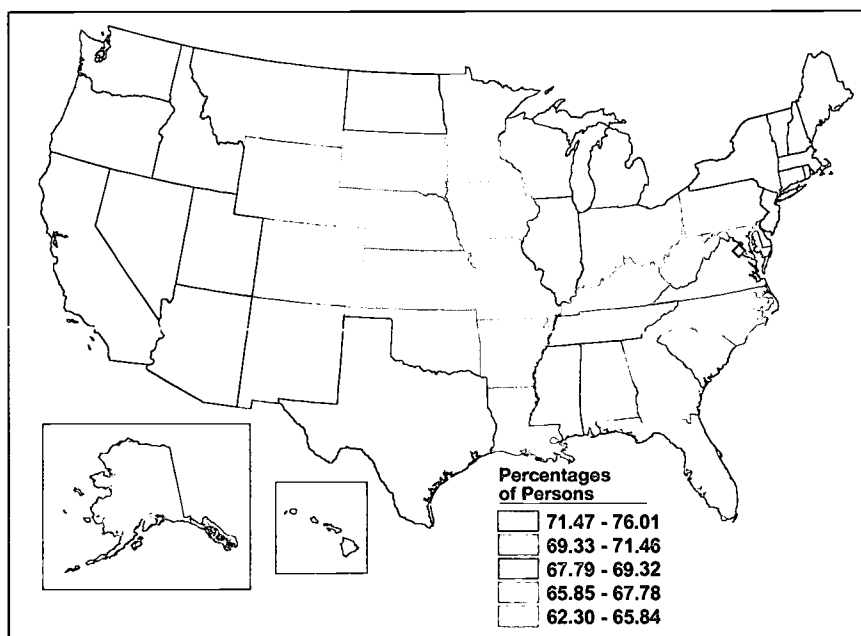 Percentages
of Persons
71.47 - 76.01
69.33 - 71.46
67.79 - 69.32
65.85 - 67.78
62.30 - 65.84